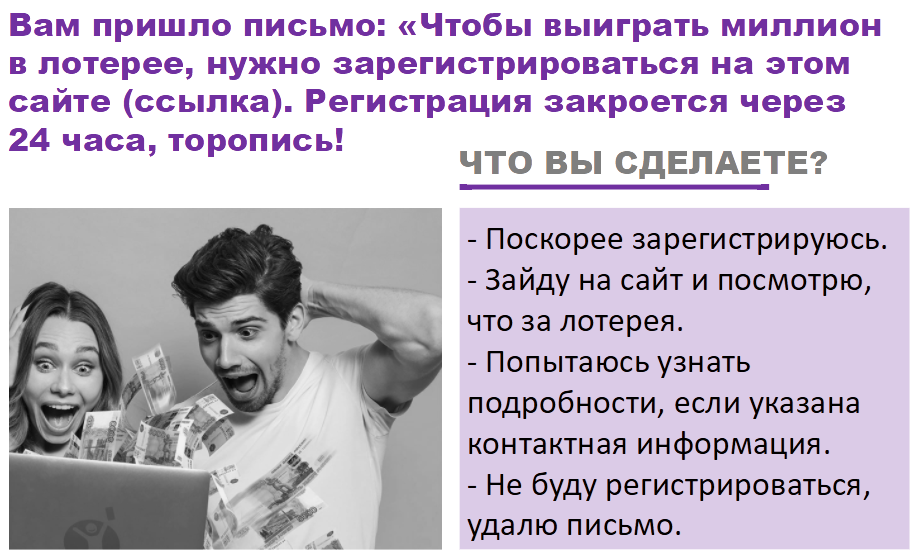 Вам пришло письмо: «Чтобы выиграть миллион
в лотерее, нужно зарегистрироваться на этом
сайте (ссылка). Регистрация закроется через
24 часа, торопись!
ЧТО ВЫ СДЕЛАЕТЕ?
- Поскорее зарегистрируюсь.
- Зайду на сайт и посмотрю,
что за лотерея.
- Попытаюсь узнать
подробности, если указана
контактная информация.
- Не буду регистрироваться,
удалю письмо.